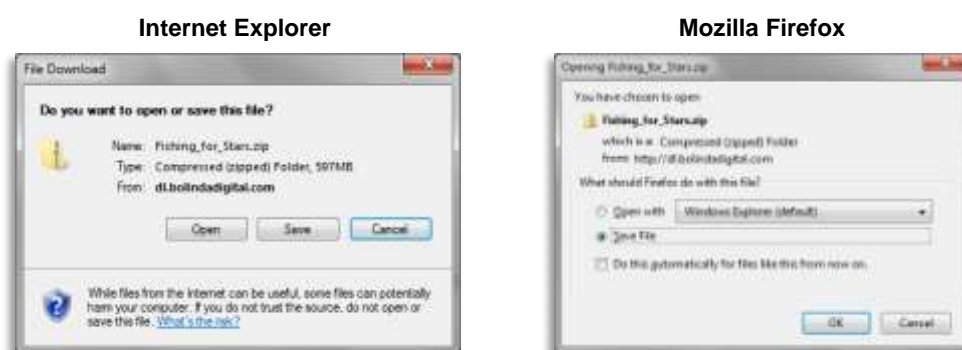 Internet Explorer
File Download
Do you want to open or save this file?
Name: Fishing_for_Stars.zip
Type: Compressed (zipped) Folder, 597MB
From: dl.bolindadigital.com
Open Save Cancel
While files from the Internet can be useful, some files can potentially
harm your computer. If you do not trust the source, do not open or
save this file. What's the risk?
Mozilla Firefox
Opening Fishing_for_Stars.zip
You have chosen to open
Fishing_for_Stars.zip
which is a: Compressed (zipped) Folder
from: http://dl.bolindadigital.com
What should Firefox do with this file?
Open with Windows Explorer (default)
Save File
Do this automatically for files like this from now on.
OK Cancel